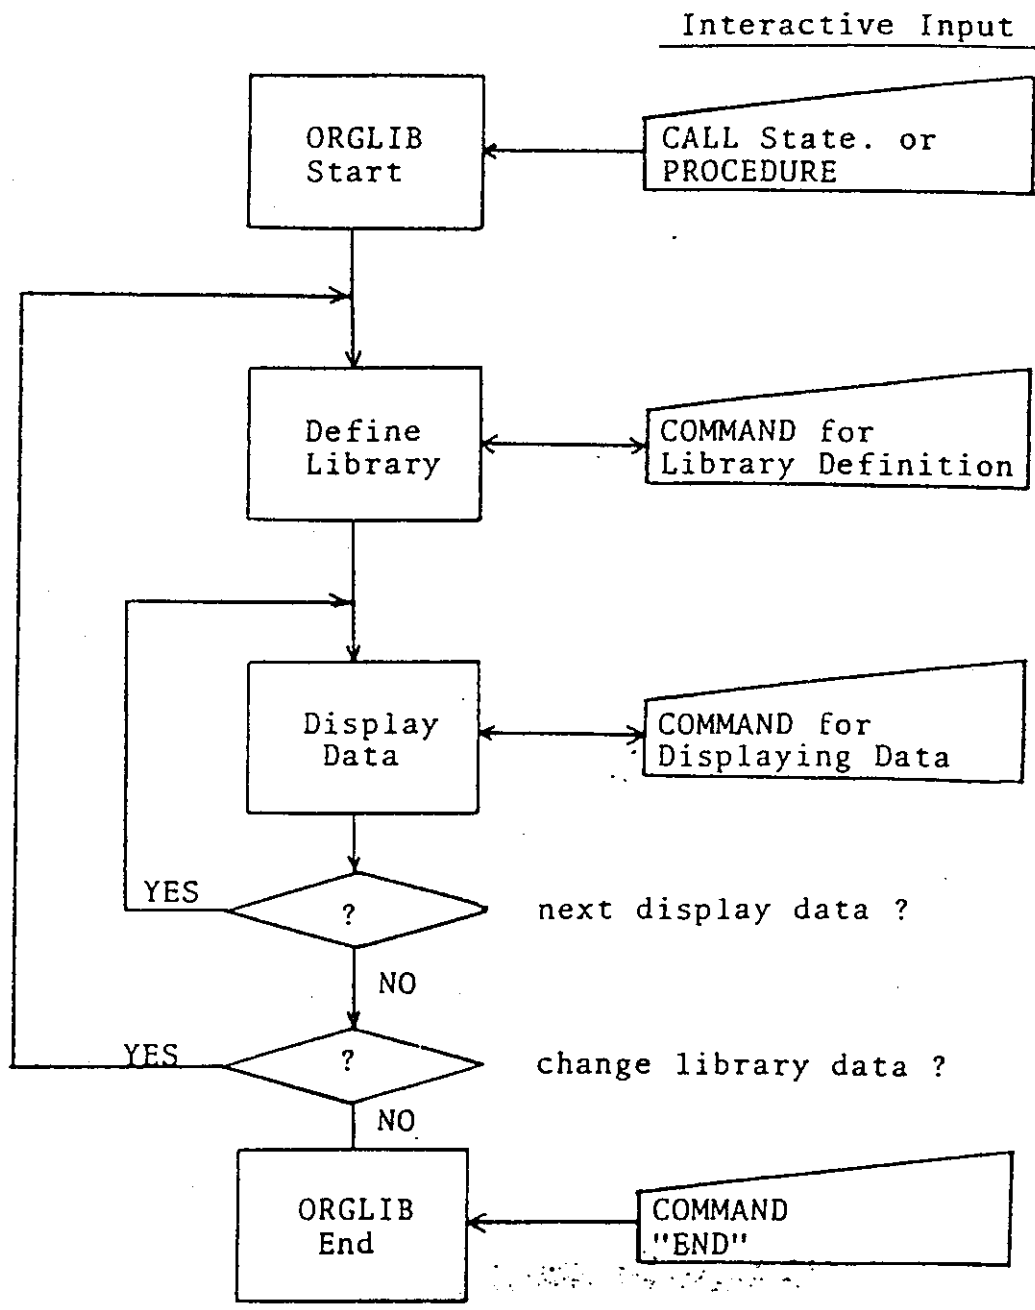 Interactive Input
ORGLIB
Start
CALL State. or
PROCEDURE
Define
Library
COMMAND for
Library Definition
Display
Data
COMMAND for
Displaying Data
YES
?
next display data ?
NO
YES
?
change library data ?
NO
ORGLIB
End
COMMAND
"END"